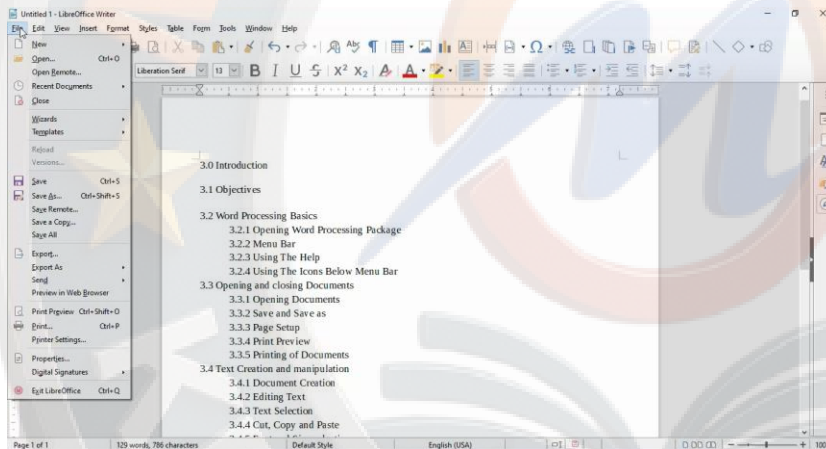 Untitled 1 - LibreOffice Writer
File Edit View Insert Format Styles Table Form Tools Window Help
New
Open... Ctrl+O
Open Remote...
Recent Documents
Close
Wizards
Templates
Reload
Versions...
Save Ctrl+S
Save As... Ctrl+Shift+S
Save Remote...
Save a Copy...
Save All
Export...
Export As
Send
Preview in Web Browser
Print Preview Ctrl+Shift+O
Print... Ctrl+P
Printer Settings...
Properties...
Digital Signatures
Exit LibreOffice Ctrl+Q
Liberation Serif 13 B I U S X² X₂ A A
3.0 Introduction
3.1 Objectives
3.2 Word Processing Basics
3.2.1 Opening Word Processing Package
3.2.2 Menu Bar
3.2.3 Using The Help
3.2.4 Using The Icons Below Menu Bar
3.3 Opening and closing Documents
3.3.1 Opening Documents
3.3.2 Save and Save as
3.3.3 Page Setup
3.3.4 Print Preview
3.3.5 Printing of Documents
3.4 Text Creation and manipulation
3.4.1 Document Creation
3.4.2 Editing Text
3.4.3 Text Selection
3.4.4 Cut, Copy and Paste
Page 1 of 1 129 words, 786 characters Default Style English (USA) 100